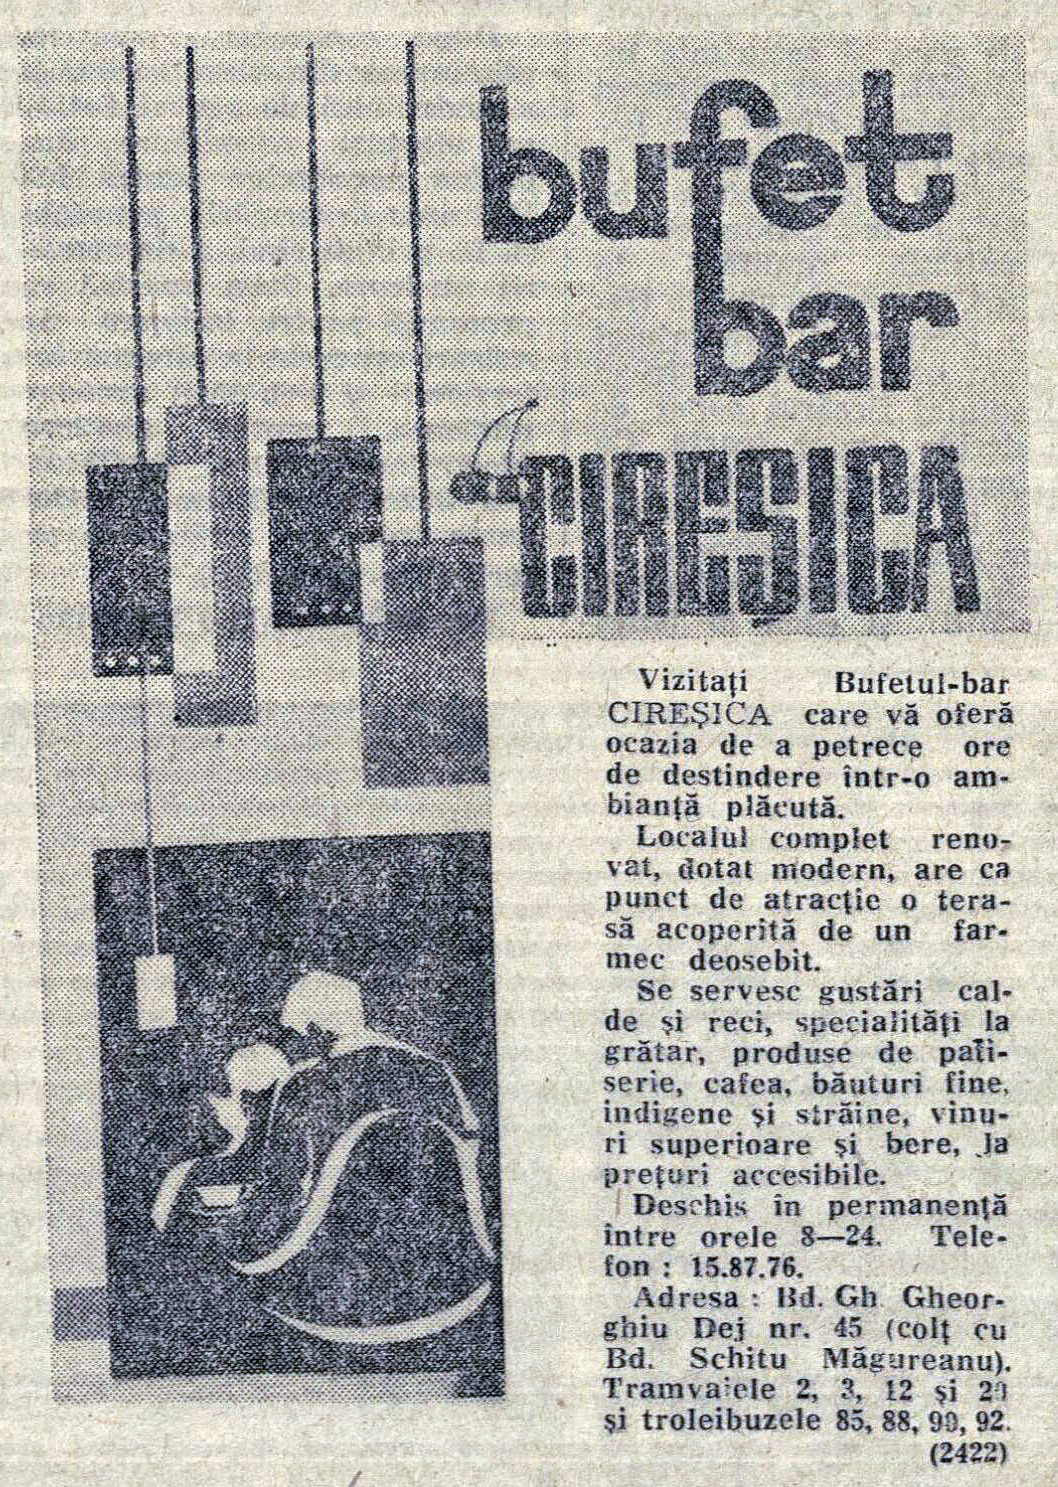 bufet
bar
CIREȘICA
Vizitați Bufetul-bar
CIREȘICA care vă oferă
ocazia de a petrece ore
de destindere într-o am-
bianță plăcută.
Localul complet reno-
vat, dotat modern, are ca
punct de atracție o tera-
să acoperită de un far-
mec deosebit.
Se servesc gustări cal-
de și reci, specialități la
grătar, produse de pati-
serie, cafea, băuturi fine,
indigene și străine, vinu-
ri superioare și bere, la
prețuri accesibile.
Deschis în permanență
între orele 8—24. Tele-
fon : 15.87.76.
Adresa : Bd. Gh. Gheor-
ghiu Dej nr. 45 (colț cu
Bd. Schitu Măgureanu).
Tramvaiele 2, 3, 12 și
și troleibuzele 85, 88, 90, 92.
(2422)